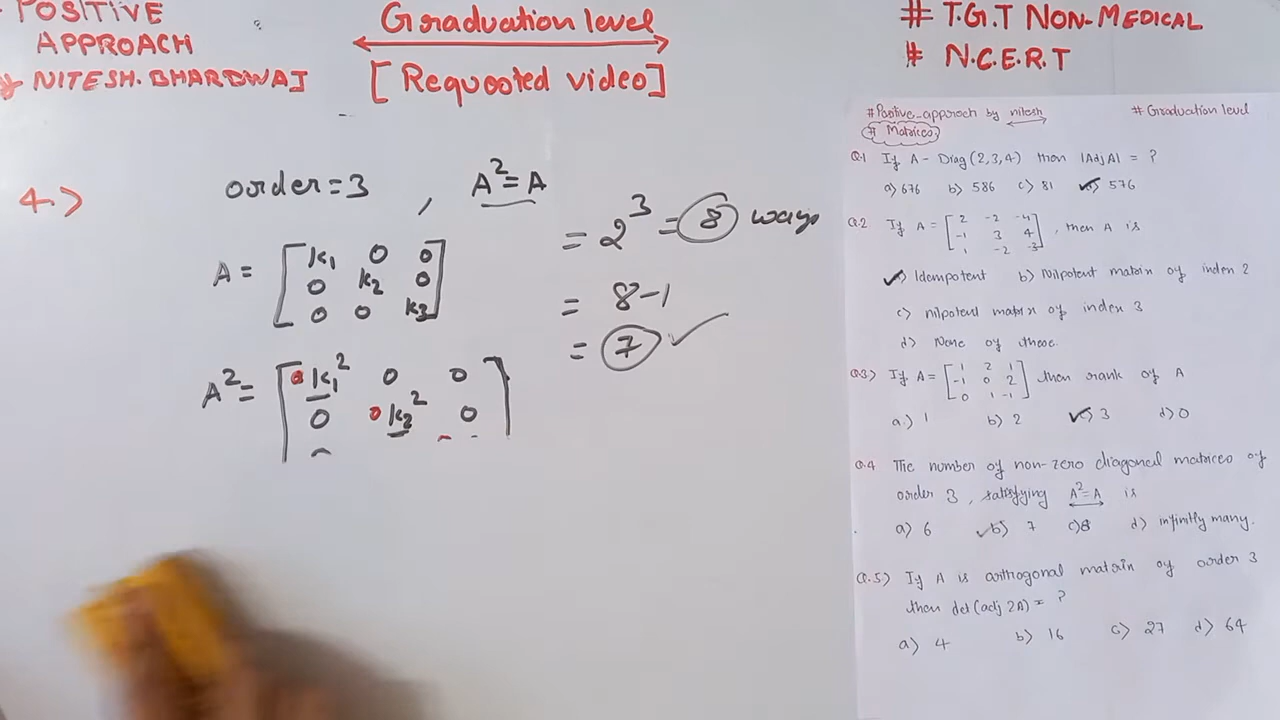 POSITIVE
APPROACH
NITESH. BHARDWAJ
Graduation level
[Requested video]
# T.G.T NON-MEDICAL
* N.C.E.R.T
4.>
order=3 , A²=A
A = [k₁ 0 0
0 k₂ 0
0 0 k₃]
A² = [k₁² 0 0
0 k₂² 0
= 2³ = 8 ways
= 8-1
= 7 ✓
#Positive_approch by nitesh
#Graduation level
# Matrices
Q.1 If A - Diag(2,3,4) then |AdjA| = ?
a) 676 b) 586 c) 81 d) 576
Q.2 If A = [2 -2 -4
-1 3 4
1 -2 -3] , then A is
a) Idempotent b) Nilpotent matrix of index 2
c) nilpotent matrix of index 3
d) None of these.
Q.3) If A = [1 2 1
-1 0 2
0 1 -1] then rank of A
a.) 1 b) 2 c) 3 d) 0
Q.4 The number of non-zero diagonal matrices of
order 3, satisfying A²=A is
a) 6 b) 7 c) 8 d) infinitly many.
Q.5) If A is orthogonal matrix of order 3
then det(adj 2A) = ?
a) 4 b) 16 c) 27 d) 64